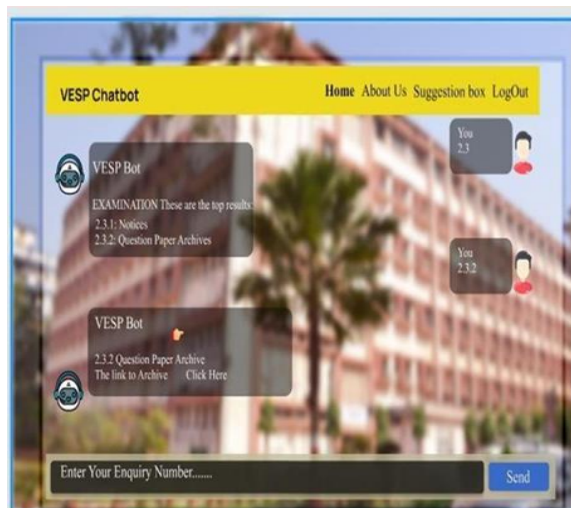 VESP Chatbot
Home About Us Suggestion box LogOut
You
2.3
VESP Bot
EXAMINATION These are the top results:
2.3.1: Notices
2.3.2: Question Paper Archives
You
2.3.2
VESP Bot
2.3.2 Question Paper Archive
The link to Archive Click Here
Enter Your Enquiry Number.......
Send